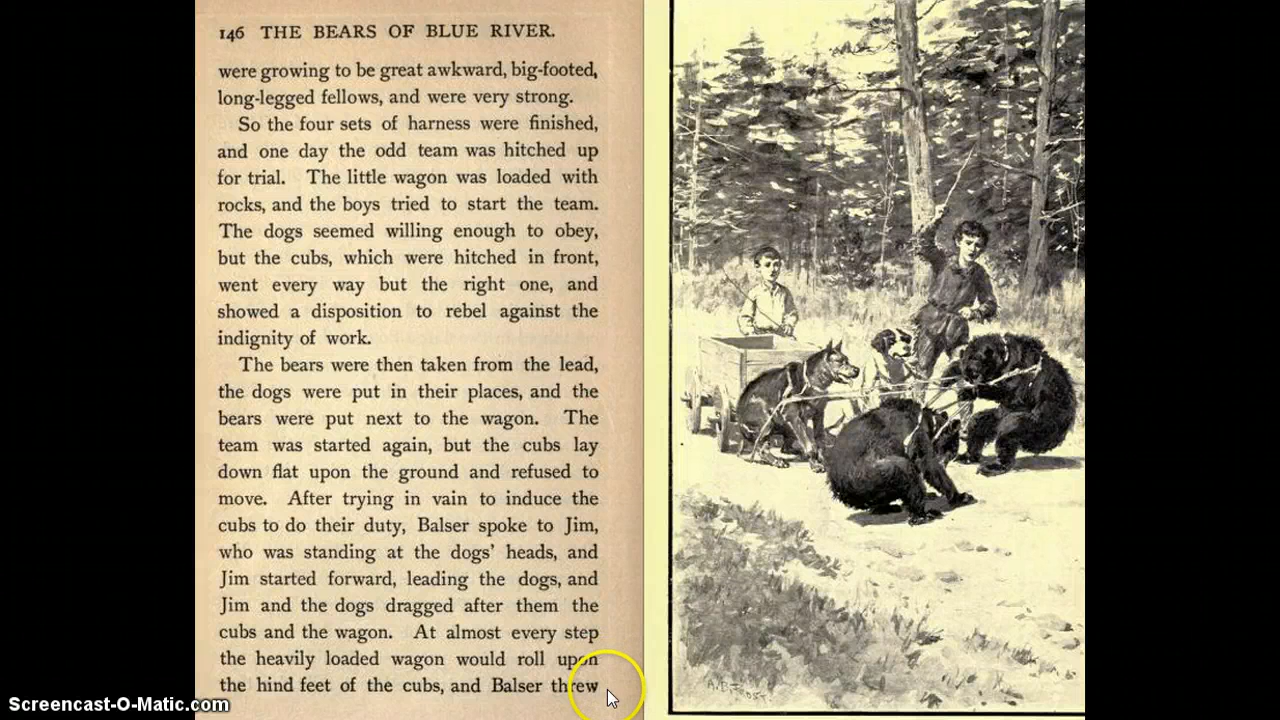 146 THE BEARS OF BLUE RIVER.
were growing to be great awkward, big-footed,
long-legged fellows, and were very strong.
So the four sets of harness were finished,
and one day the odd team was hitched up
for trial. The little wagon was loaded with
rocks, and the boys tried to start the team.
The dogs seemed willing enough to obey,
but the cubs, which were hitched in front,
went every way but the right one, and
showed a disposition to rebel against the
indignity of work.
The bears were then taken from the lead,
the dogs were put in their places, and the
bears were put next to the wagon. The
team was started again, but the cubs lay
down flat upon the ground and refused to
move. After trying in vain to induce the
cubs to do their duty, Balser spoke to Jim,
who was standing at the dogs' heads, and
Jim started forward, leading the dogs, and
Jim and the dogs dragged after them the
cubs and the wagon. At almost every step
the heavily loaded wagon would roll upon
the hind feet of the cubs, and Balser threw
A.B. FROST
Screencast-O-Matic.com